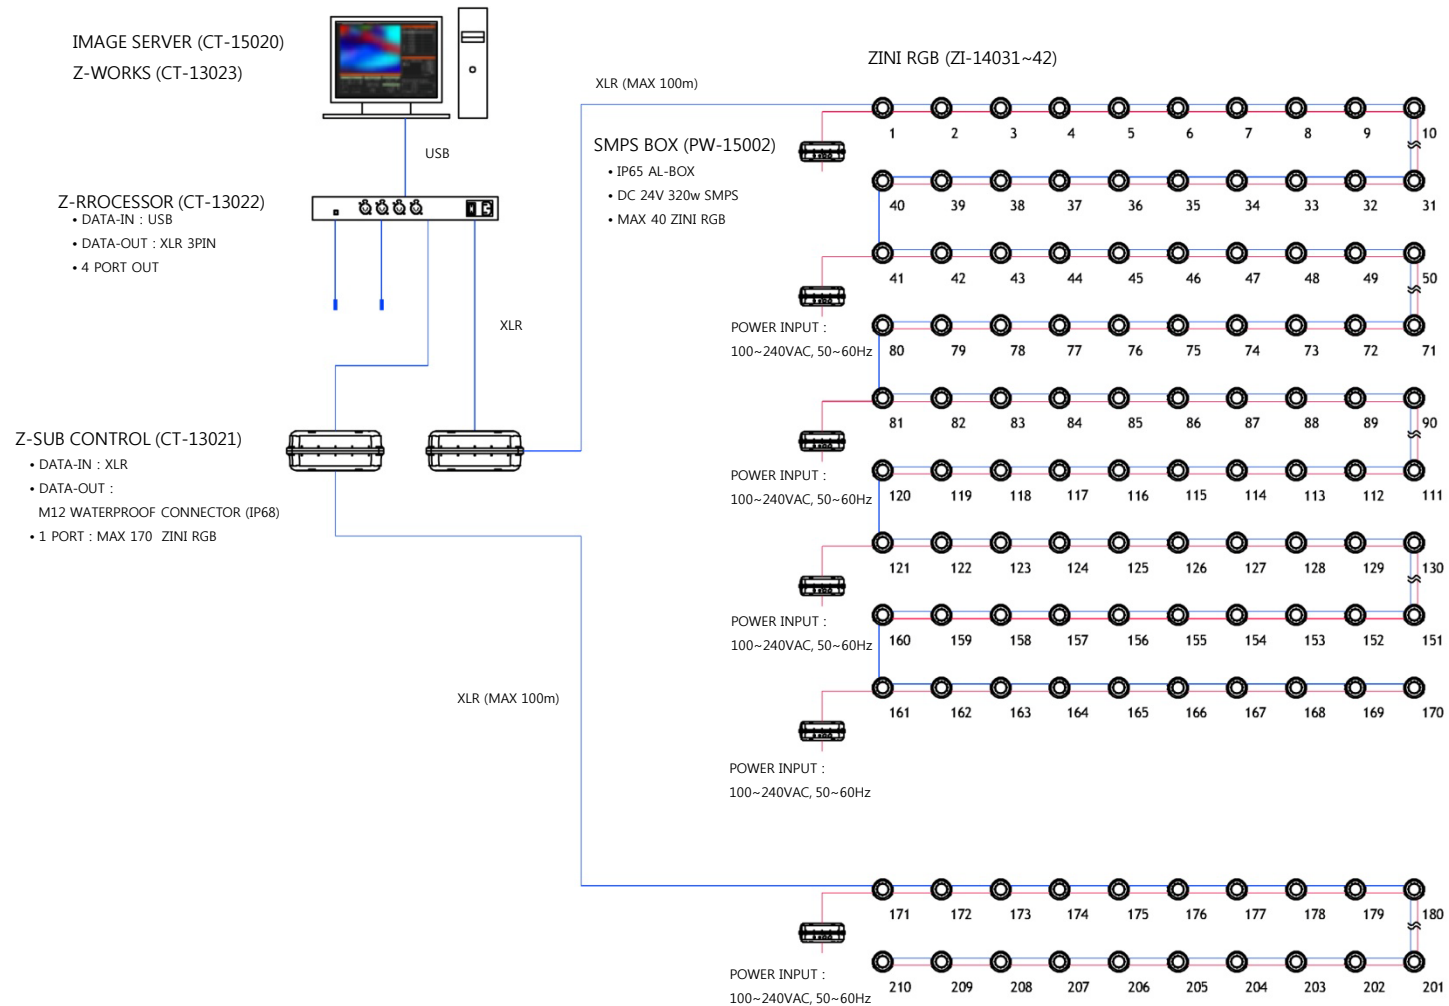 IMAGE SERVER (CT-15020)
Z-WORKS (CT-13023)
USB
Z-RROCESSOR (CT-13022)
• DATA-IN : USB
• DATA-OUT : XLR 3PIN
• 4 PORT OUT
XLR
Z-SUB CONTROL (CT-13021)
• DATA-IN : XLR
• DATA-OUT :
M12 WATERPROOF CONNECTOR (IP68)
• 1 PORT : MAX 170 ZINI RGB
XLR (MAX 100m)
XLR (MAX 100m)
SMPS BOX (PW-15002)
• IP65 AL-BOX
• DC 24V 320w SMPS
• MAX 40 ZINI RGB
ZINI RGB (ZI-14031~42)
1 2 3 4 5 6 7 8 9 10
40 39 38 37 36 35 34 33 32 31
41 42 43 44 45 46 47 48 49 50
POWER INPUT :
100~240VAC, 50~60Hz
80 79 78 77 76 75 74 73 72 71
81 82 83 84 85 86 87 88 89 90
POWER INPUT :
100~240VAC, 50~60Hz
120 119 118 117 116 115 114 113 112 111
121 122 123 124 125 126 127 128 129 130
POWER INPUT :
100~240VAC, 50~60Hz
160 159 158 157 156 155 154 153 152 151
161 162 163 164 165 166 167 168 169 170
POWER INPUT :
100~240VAC, 50~60Hz
171 172 173 174 175 176 177 178 179 180
POWER INPUT :
100~240VAC, 50~60Hz
210 209 208 207 206 205 204 203 202 201